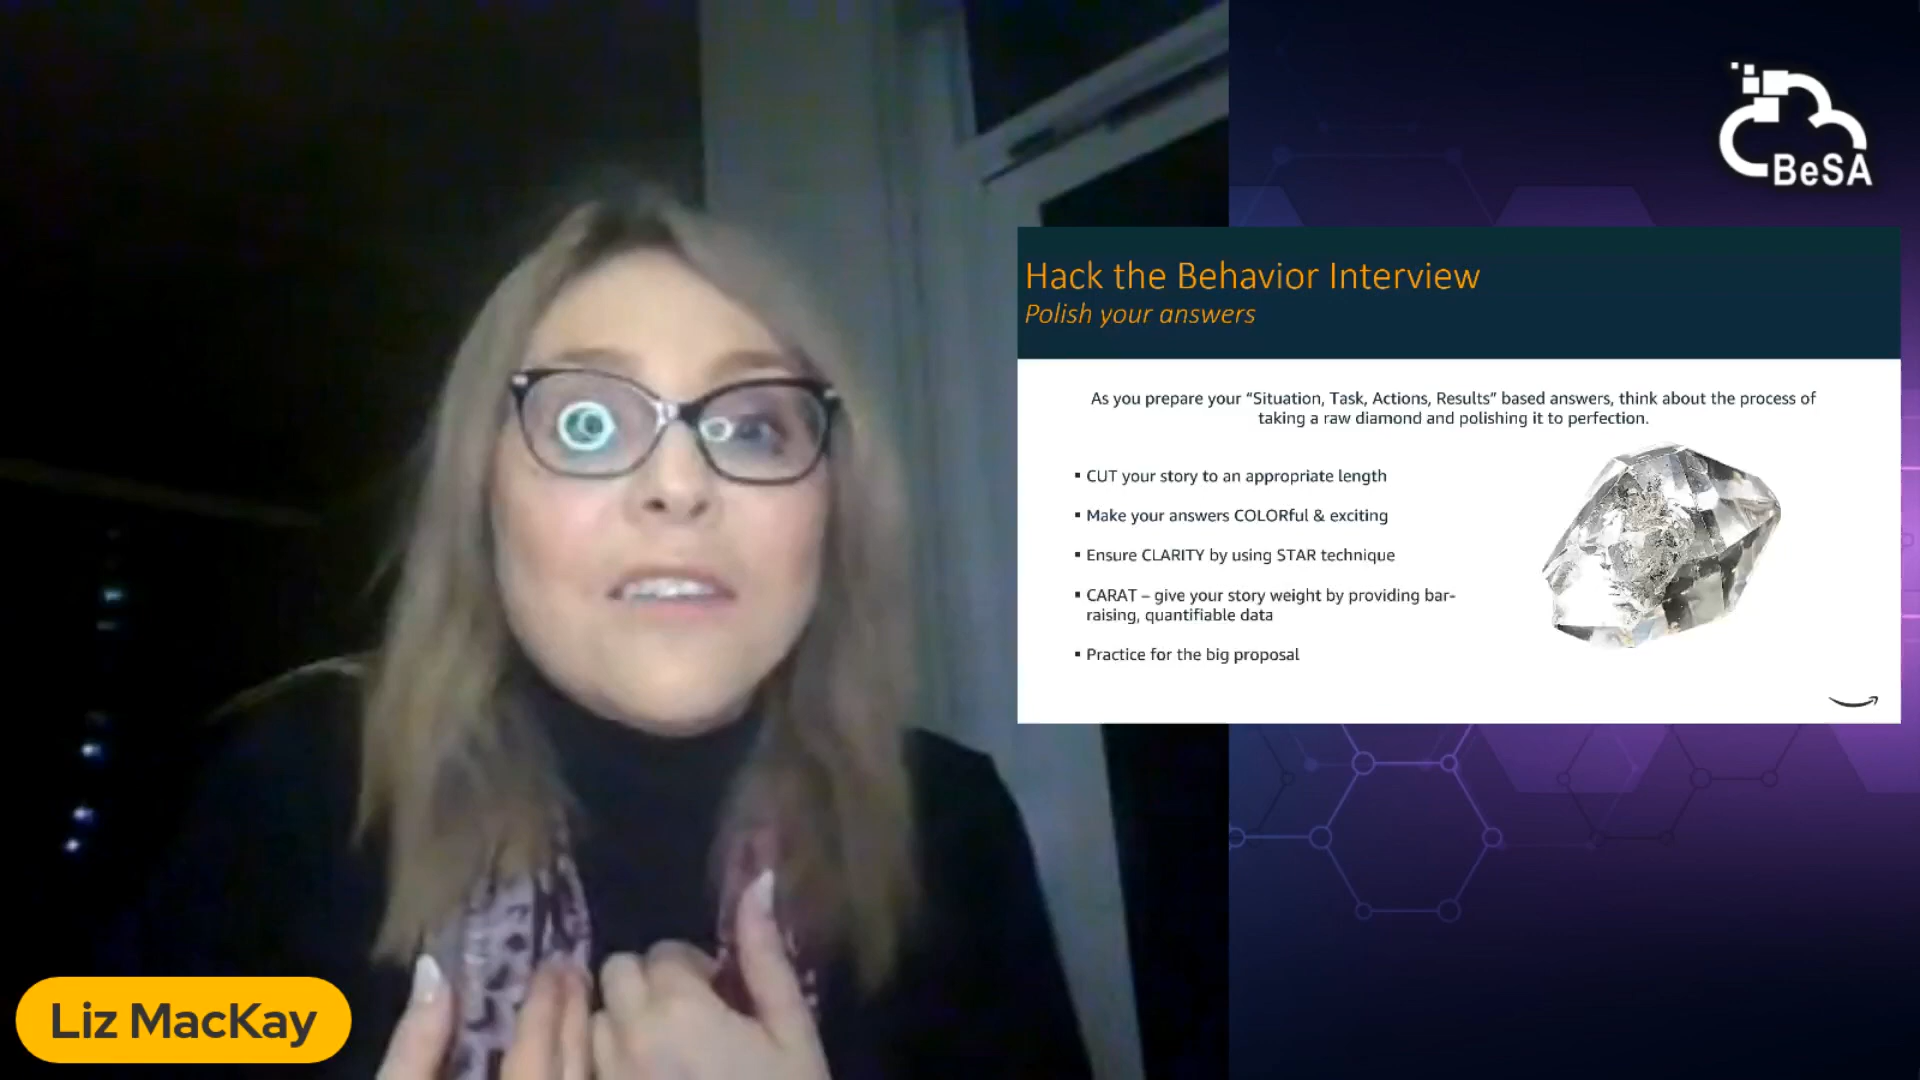 BeSA
Hack the Behavior Interview
Polish your answers
As you prepare your “Situation, Task, Actions, Results” based answers, think about the process of
taking a raw diamond and polishing it to perfection.
▪ CUT your story to an appropriate length
▪ Make your answers COLORful & exciting
▪ Ensure CLARITY by using STAR technique
▪ CARAT – give your story weight by providing bar-
raising, quantifiable data
▪ Practice for the big proposal
Liz MacKay